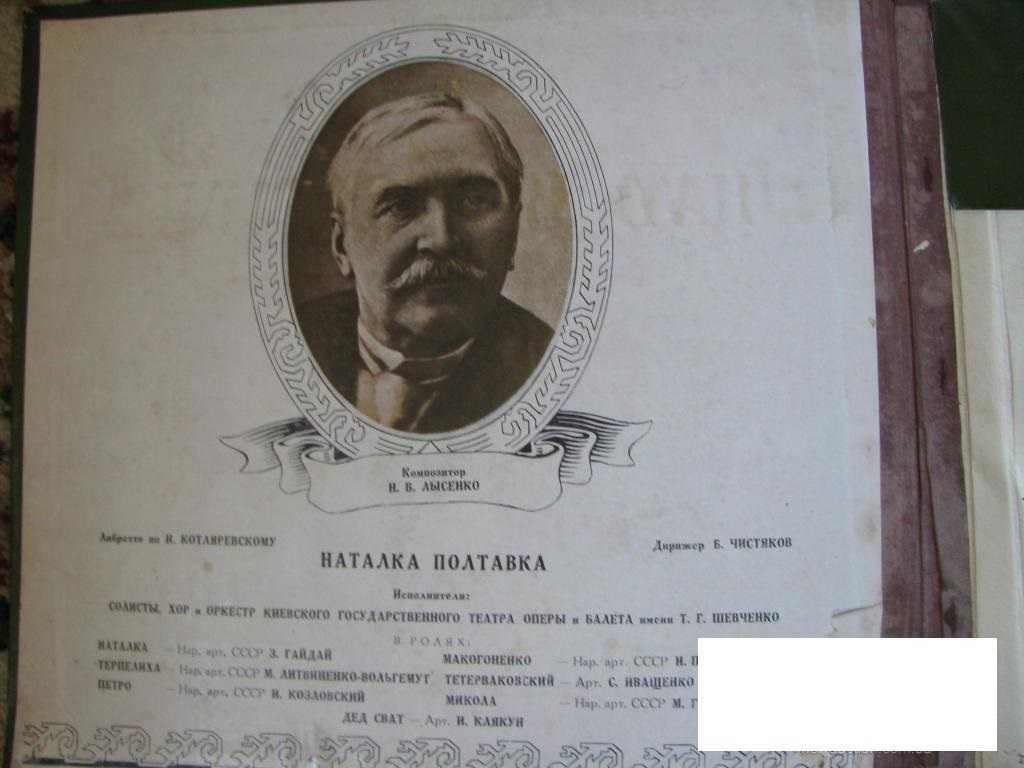 Композитор
Н. В. ЛЫСЕНКО
Либретто по И. КОТЛЯРЕВСКОМУ
Дирижер Б. ЧИСТЯКОВ
НАТАЛКА ПОЛТАВКА
Исполнители:
СОЛИСТЫ, ХОР и ОРКЕСТР КИЕВСКОГО ГОСУДАРСТВЕННОГО ТЕАТРА ОПЕРЫ и БАЛЕТА имени Т. Г. ШЕВЧЕНКО
В РОЛЯХ:
НАТАЛКА — Нар. арт. СССР З. ГАЙДАЙ
ТЕРПЕЛИХА — Нар. арт. СССР М. ЛИТВИНЕНКО-ВОЛЬГЕМУТ
ПЕТРО — Нар. арт. СССР И. КОЗЛОВСКИЙ
МАКОГОНЕНКО — Нар. арт. СССР И. П
ТЕТЕРВАКОВСКИЙ — Арт. С. ИВАЩЕНКО
МИКОЛА — Нар. арт. СССР М. Г
ДЕД СВАТ — Арт. И. КЛЯКУН